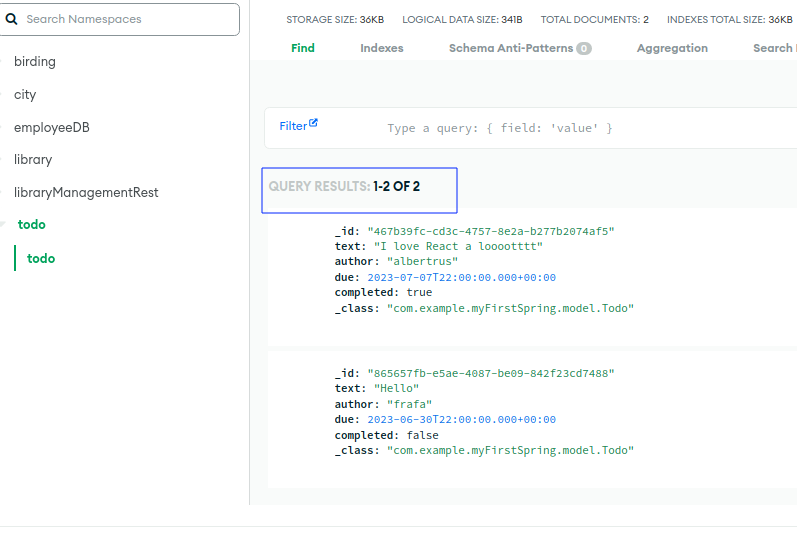 Search Namespaces
birding
city
employeeDB
library
libraryManagementRest
todo
todo
STORAGE SIZE: 36KB LOGICAL DATA SIZE: 341B TOTAL DOCUMENTS: 2 INDEXES TOTAL SIZE: 36KB
Find Indexes Schema Anti-Patterns 0 Aggregation Search
Filter Type a query: { field: 'value' }
QUERY RESULTS: 1-2 OF 2
_id: "467b39fc-cd3c-4757-8e2a-b277b2074af5"
text: "I love React a looootttt"
author: "albertrus"
due: 2023-07-07T22:00:00.000+00:00
completed: true
_class: "com.example.myFirstSpring.model.Todo"
_id: "865657fb-e5ae-4087-be09-842f23cd7488"
text: "Hello"
author: "frafa"
due: 2023-06-30T22:00:00.000+00:00
completed: false
_class: "com.example.myFirstSpring.model.Todo"